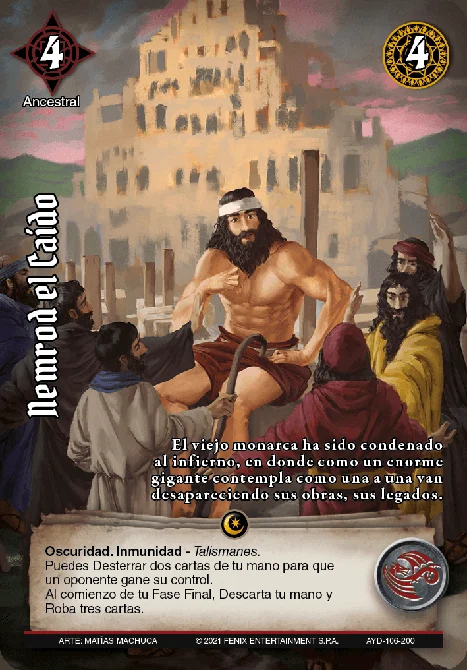 4
4
Ancestral
Nemrod el Caído
El viejo monarca ha sido condenado
al infierno, en donde como un enorme
gigante contempla como una a una van
desapareciendo sus obras, sus legados.
Oscuridad. Inmunidad - Talismanes.
Puedes Desterrar dos cartas de tu mano para que
un oponente gane su control.
Al comienzo de tu Fase Final, Descarta tu mano y
Roba tres cartas.
ARTE: MATÍAS MACHUCA © 2021 FENIX ENTERTAINMENT S.R.A. AYD-106-200